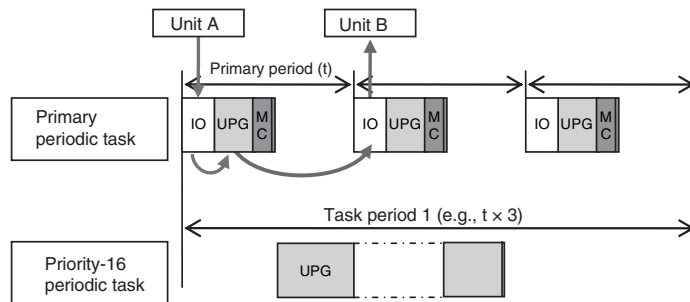 Unit A
Unit B
Primary period (t)
Primary
periodic task
IO
UPG
M
C
IO
UPG
M
C
IO
UPG
M
C
Task period 1 (e.g., t × 3)
Priority-16
periodic task
UPG